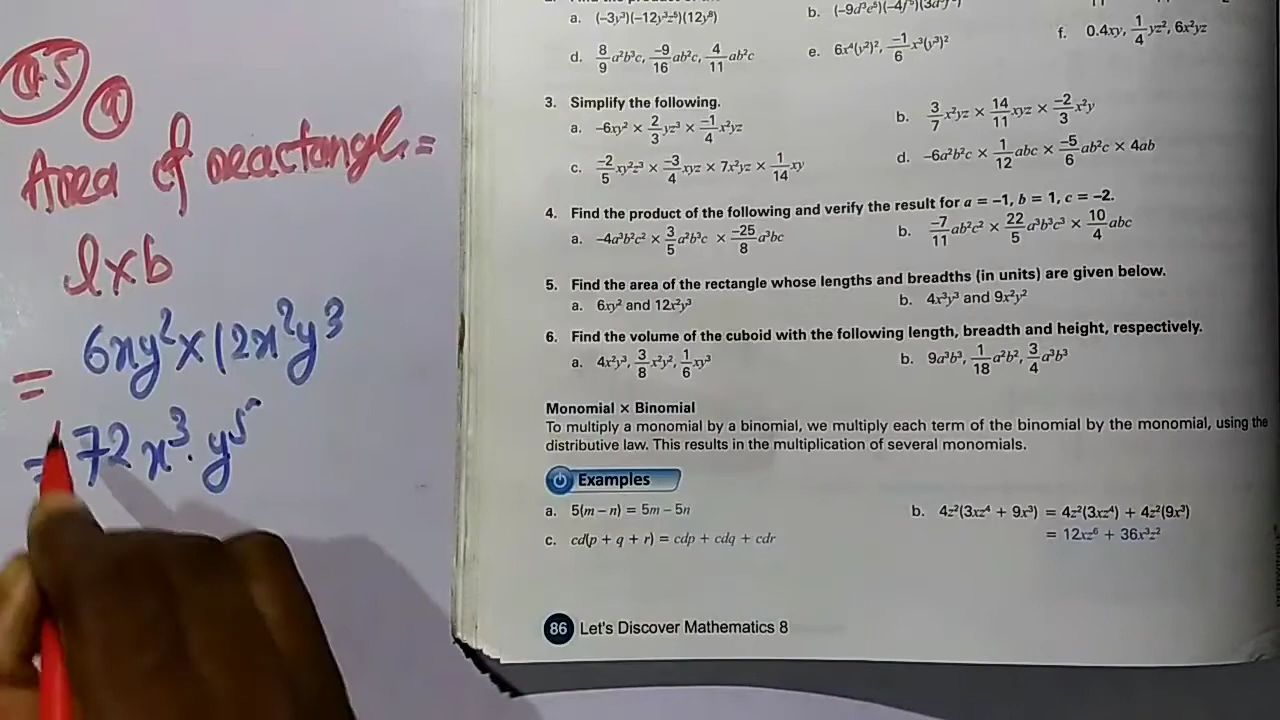 Q.5
a
Area of reactangle =
l×b
= 6xy²×12x²y³
= 72x³.y⁵
a. (–3y³)(–12y³z⁵)(12y⁸)
d. 8/9 a²b³c, –9/16 ab²c, 4/11 ab²c
e. 6x⁴(y²)², –1/6 x³(y³)²
f. 0.4xy, 1/4 yz², 6x²yz
3. Simplify the following.
a. –6xy² × 2/3 yz³ × –1/4 x²yz
b. 3/7 x²yz × 14/11 xyz × –2/3 x²y
c. –2/5 xy²z³ × –3/4 xyz × 7x²yz × 1/14 xy
d. –6a²b²c × 1/12 abc × –5/6 ab²c × 4ab
4. Find the product of the following and verify the result for a = –1, b = 1, c = –2.
a. –4a³b²c² × 3/5 a²b³c × –25/8 a³bc
b. –7/11 ab²c² × 22/5 a³b³c³ × 10/4 abc
5. Find the area of the rectangle whose lengths and breadths (in units) are given below.
a. 6xy² and 12x²y³
b. 4x³y³ and 9x²y²
6. Find the volume of the cuboid with the following length, breadth and height, respectively.
a. 4x²y³, 3/8 x²y², 1/6 xy³
b. 9a³b³, 1/18 a²b², 3/4 a³b³
Monomial × Binomial
To multiply a monomial by a binomial, we multiply each term of the binomial by the monomial, using the
distributive law. This results in the multiplication of several monomials.
Examples
a. 5(m – n) = 5m – 5n
b. 4z²(3xz⁴ + 9x³) = 4z²(3xz⁴) + 4z²(9x³)
= 12xz⁶ + 36x³z²
c. cd(p + q + r) = cdp + cdq + cdr
86 Let's Discover Mathematics 8